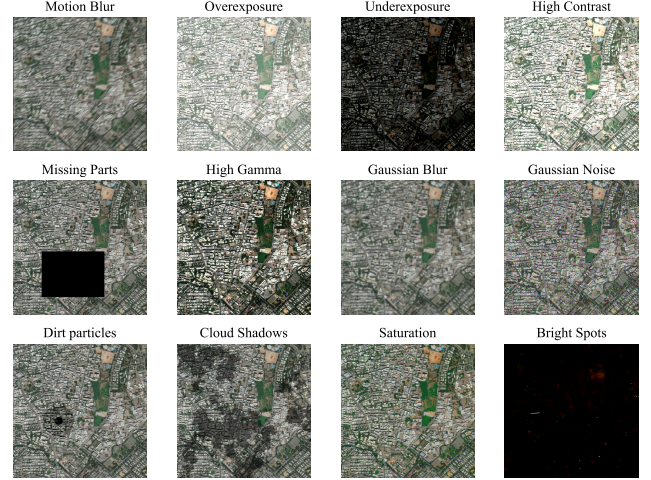 Motion Blur
Overexposure
Underexposure
High Contrast
Missing Parts
High Gamma
Gaussian Blur
Gaussian Noise
Dirt particles
Cloud Shadows
Saturation
Bright Spots